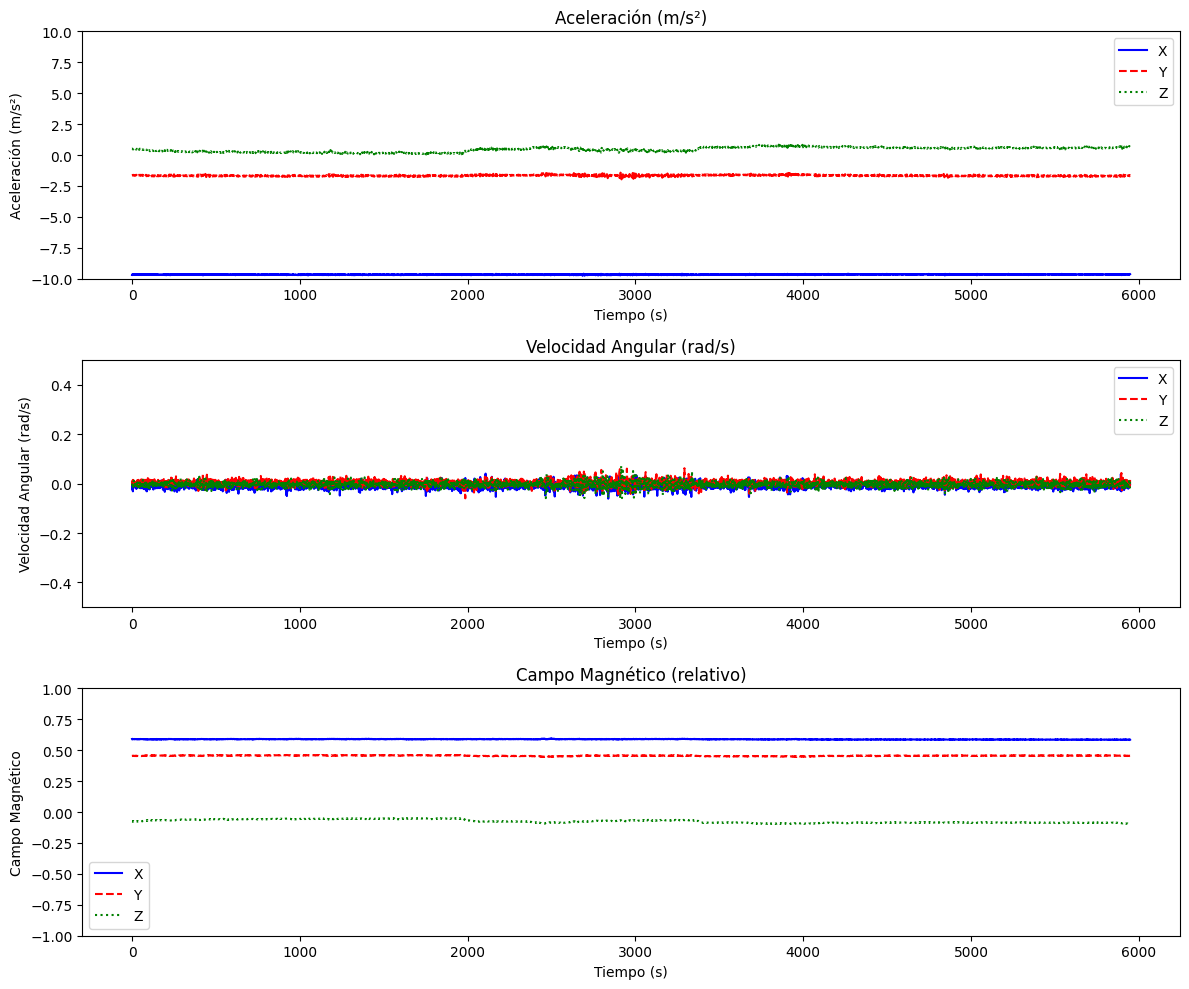 Aceleración (m/s²)
Aceleración (m/s²)
10.0
7.5
5.0
2.5
0.0
−2.5
−5.0
−7.5
−10.0
X
Y
Z
0
1000
2000
3000
4000
5000
6000
Tiempo (s)
Velocidad Angular (rad/s)
Velocidad Angular (rad/s)
0.4
0.2
0.0
−0.2
−0.4
X
Y
Z
0
1000
2000
3000
4000
5000
6000
Tiempo (s)
Campo Magnético (relativo)
Campo Magnético
1.00
0.75
0.50
0.25
0.00
−0.25
−0.50
−0.75
−1.00
X
Y
Z
0
1000
2000
3000
4000
5000
6000
Tiempo (s)